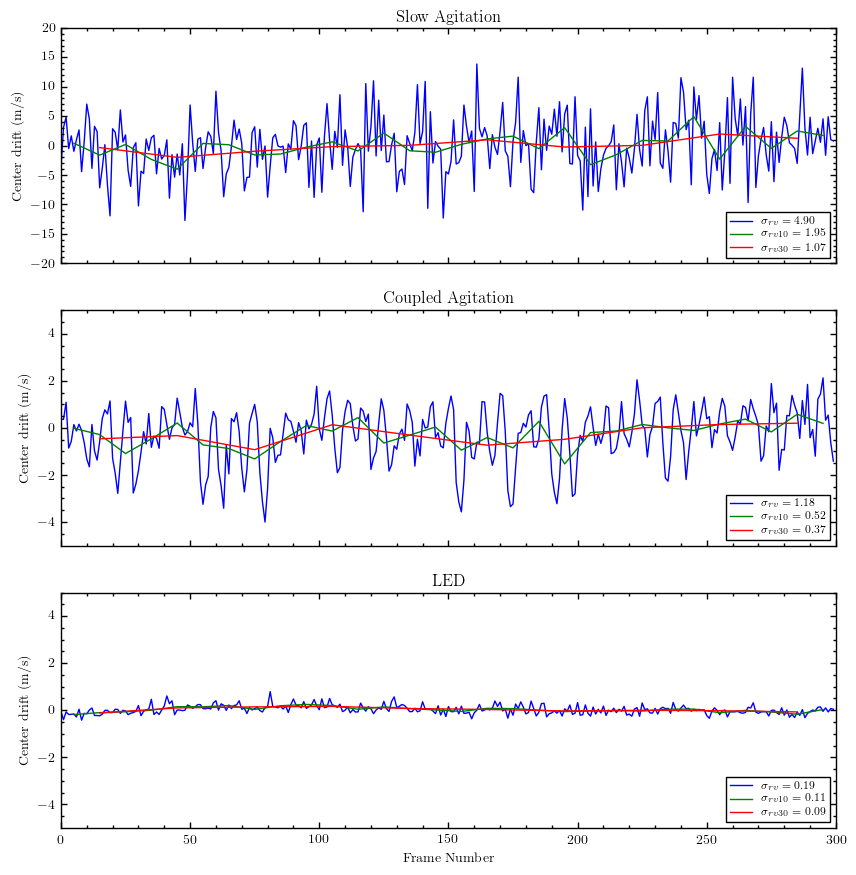 Slow Agitation
20
15
10
5
0
−5
−10
−15
−20
Center drift (m/s)
σrv = 4.90
σrv10 = 1.95
σrv30 = 1.07
Coupled Agitation
4
2
0
−2
−4
Center drift (m/s)
σrv = 1.18
σrv10 = 0.52
σrv30 = 0.37
LED
4
2
0
−2
−4
Center drift (m/s)
σrv = 0.19
σrv10 = 0.11
σrv30 = 0.09
0 50 100 150 200 250 300
Frame Number